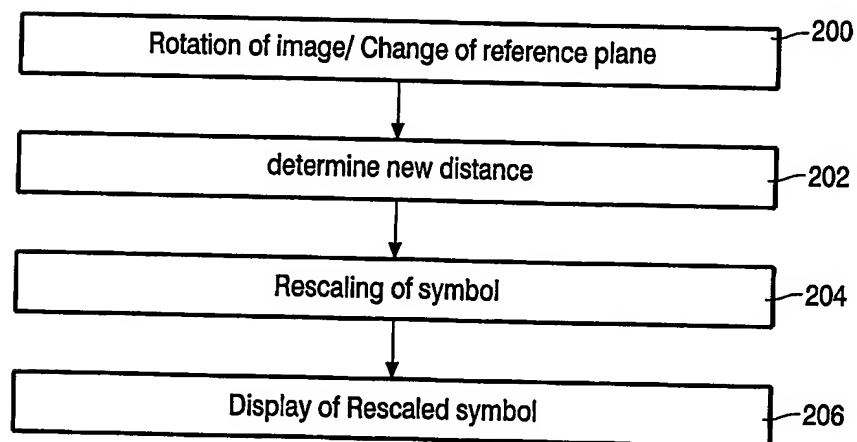 Rotation of image/ Change of reference plane
200
determine new distance
202
Rescaling of symbol
204
Display of Rescaled symbol
206